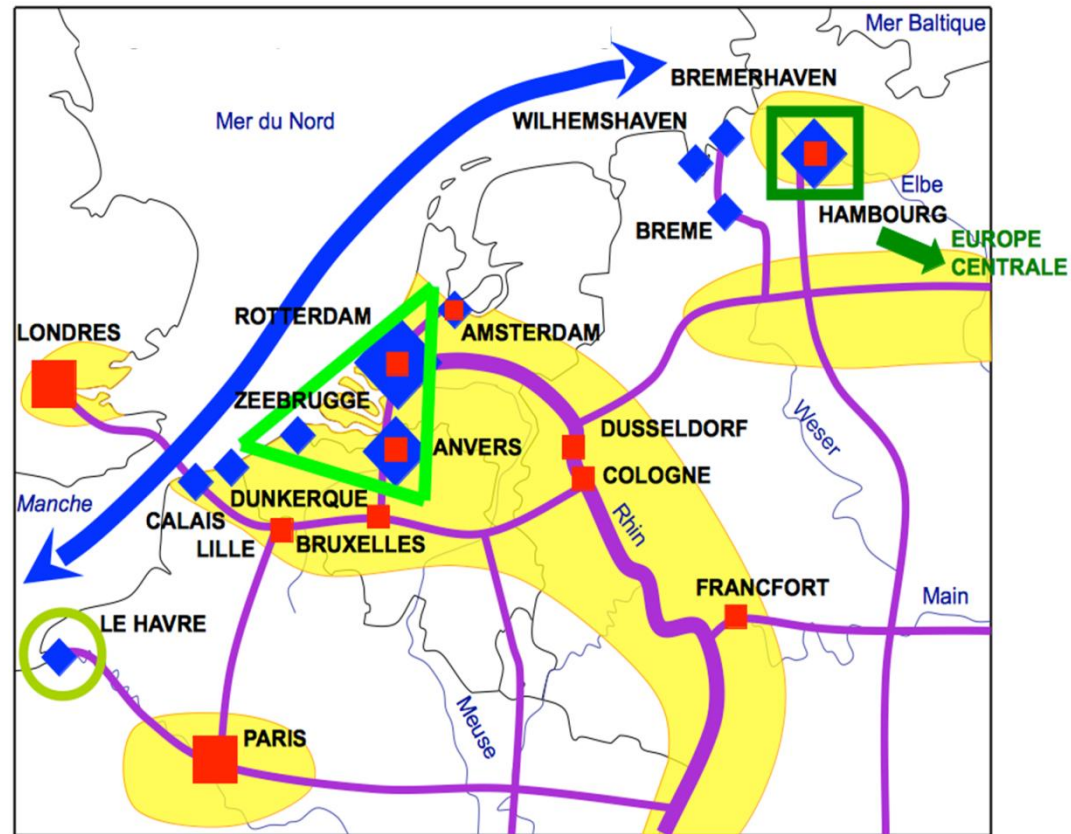 Mer Baltique
BREMERHAVEN
Mer du Nord
WILHEMSHAVEN
Elbe
HAMBOURG
BREME
EUROPE
CENTRALE
ROTTERDAM
LONDRES
AMSTERDAM
ZEEBRUGGE
Weser
DUSSELDORF
ANVERS
COLOGNE
DUNKERQUE
Manche
CALAIS
Rhin
LILLE
BRUXELLES
FRANCFORT
Main
LE HAVRE
Meuse
PARIS